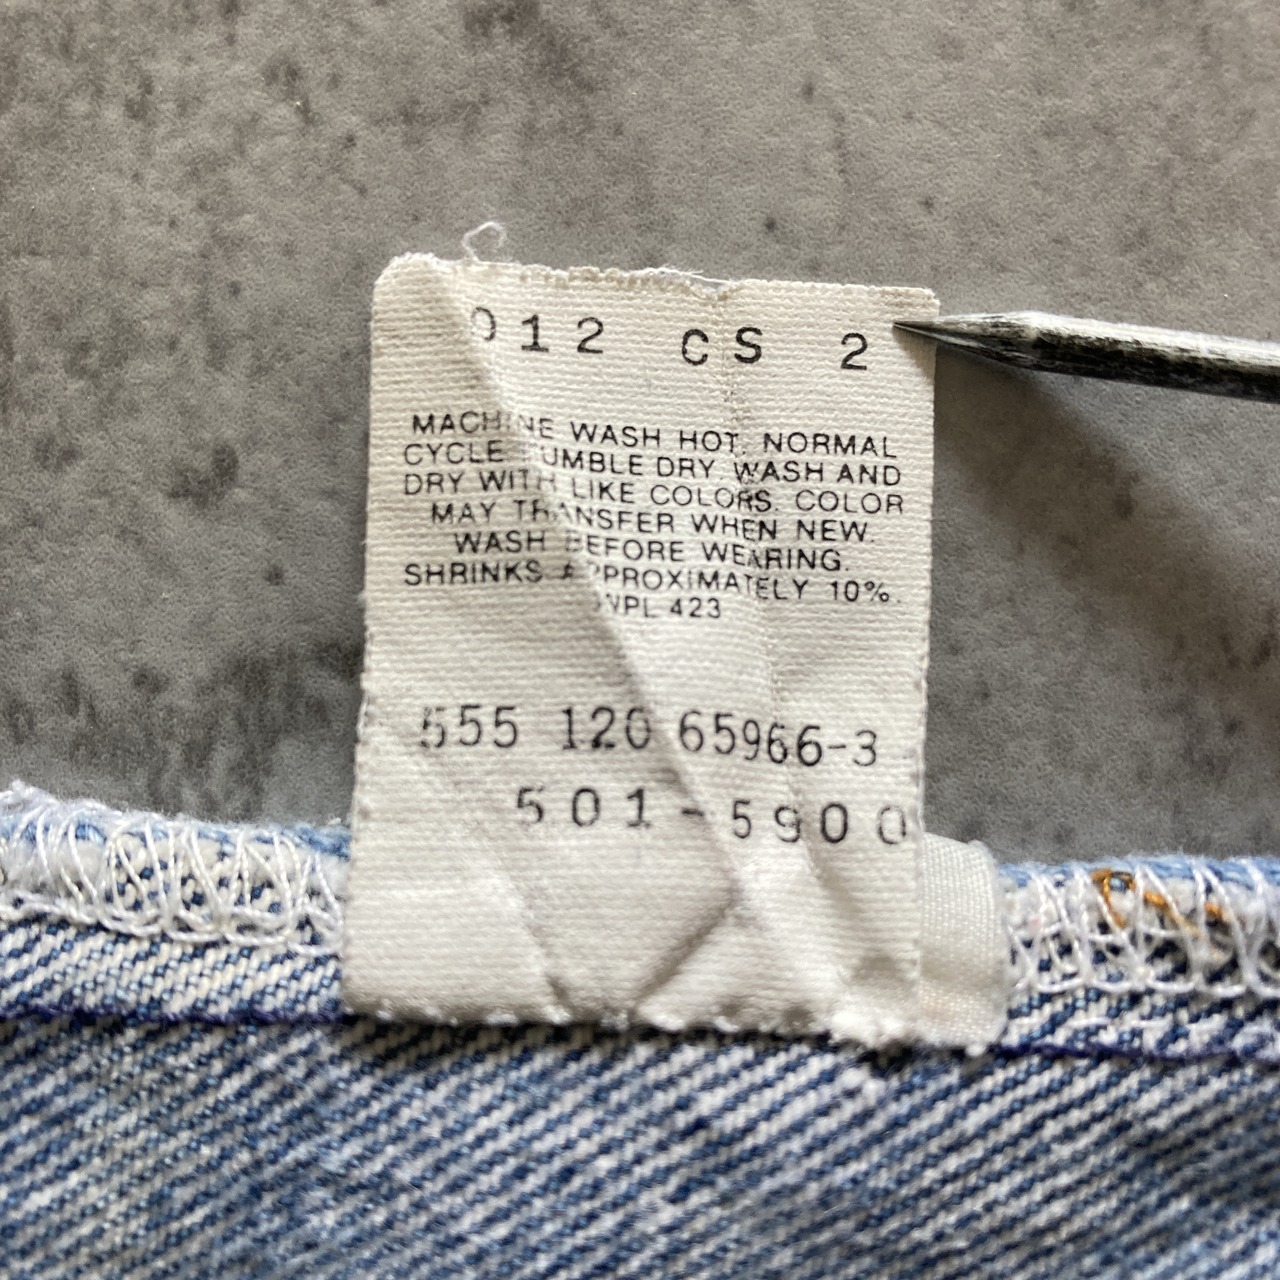 012 CS 2
MACHINE WASH HOT, NORMAL
CYCLE TUMBLE DRY. WASH AND
DRY WITH LIKE COLORS. COLOR
MAY TRANSFER WHEN NEW.
WASH BEFORE WEARING.
SHRINKS APPROXIMATELY 10%.
WPL 423
555 120 65966-3
501-5900